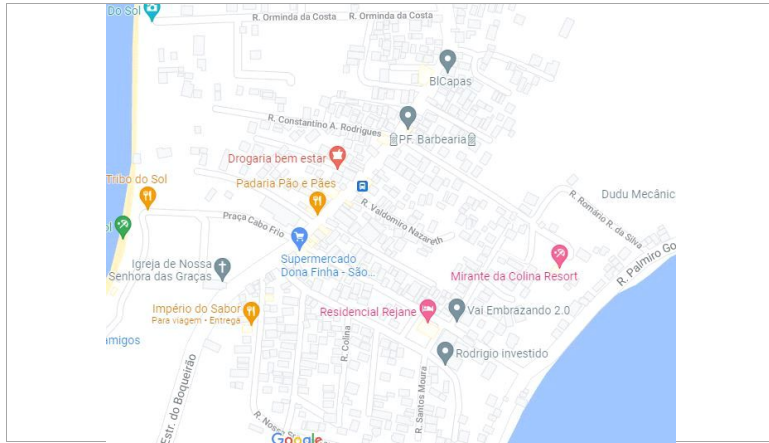 Do Sol
R. Orminda da Costa
R. Orminda da Costa
BlCapas
R. Constantino A. Rodrigues
PF. Barbearia
Drogaria bem estar
Tribo do Sol
Padaria Pão e Pães
Dudu Mecânic
R. Romário R. da Silva
R. Valdomiro Nazareth
Praça Cabo Frio
ol
Supermercado
Dona Finha - São...
Igreja de Nossa
Senhora das Graças
Mirante da Colina Resort
R. Palmiro Go
Império do Sabor
Para viagem • Entrega
Residencial Rejane
Vai Embrazando 2.0
amigos
R. Colina
Rodrigio investido
Estr. do Boqueirão
R. Santos Moura
R. Nossa S
Google